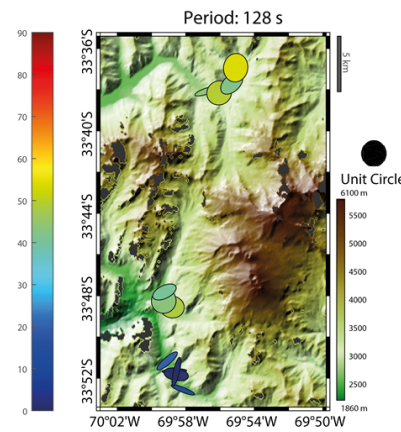 Period: 128 s
90
80
70
60
50
40
30
20
10
0
33°36'S
33°40'S
33°44'S
33°48'S
33°52'S
70°02'W
69°58'W
69°54'W
69°50'W
5 km
Unit Circle
6100 m
5500
5000
4500
4000
3500
3000
2500
1860 m